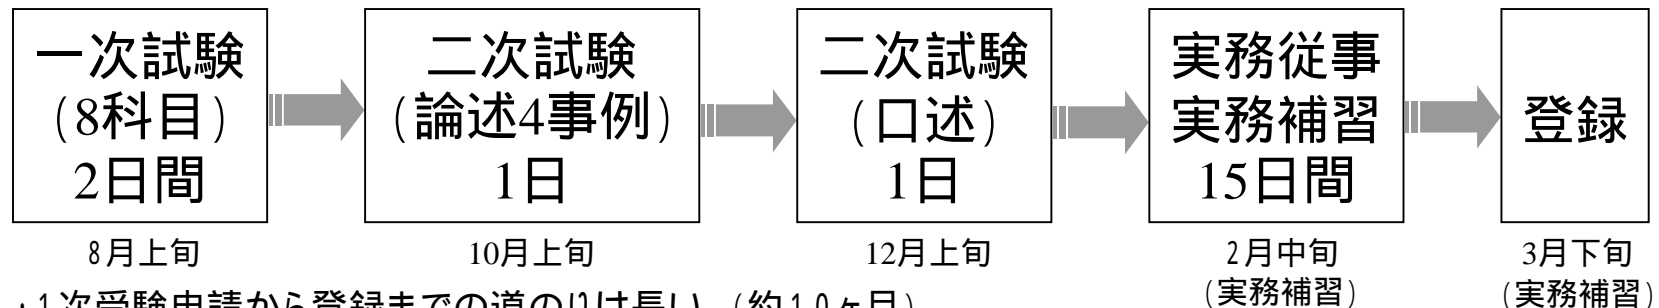 一次試験
(8科目)
2日間
8月上旬
二次試験
(論述4事例)
1日
10月上旬
二次試験
(口述)
1日
12月上旬
実務従事
実務補習
15日間
2月中旬
(実務補習)
登録
3月下旬
(実務補習)
・1次受験申請から登録までの道のりは長い (約10ヶ月)